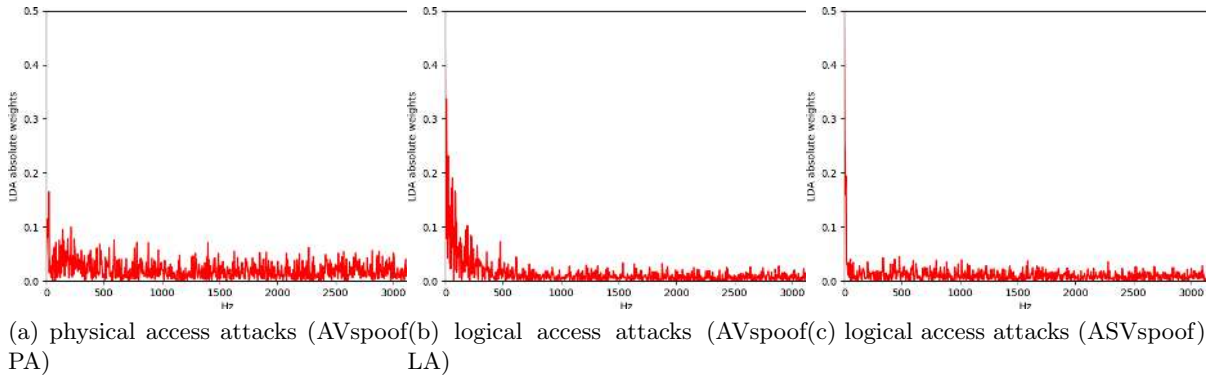 0.5 0.5 0.5
0.4 0.4 0.4
0.3 0.3 0.3
0.2 0.2 0.2
0.1 0.1 0.1
0.0 0.0 0.0
LDA absolute weights LDA absolute weights LDA absolute weights
0 500 1000 1500 2000 2500 3000 0 500 1000 1500 2000 2500 3000 0 500 1000 1500 2000 2500 3000
Hz Hz Hz
(a) physical access attacks (AVspoof(b) logical access attacks (AVspoof(c) logical access attacks (ASVspoof)
PA) LA)